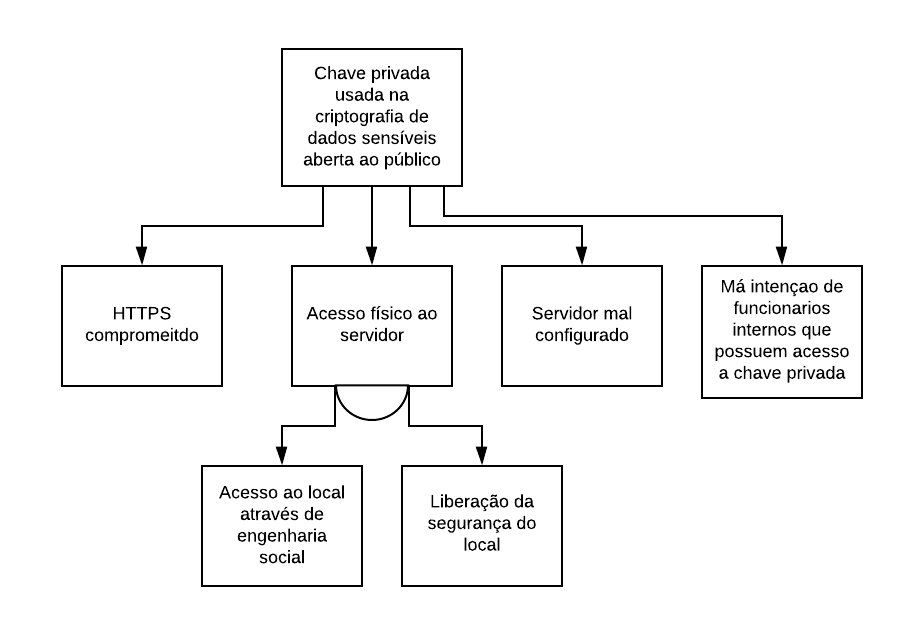 Chave privada
usada na
criptografia de
dados sensíveis
aberta ao público
HTTPS
compromeitdo
Acesso físico ao
servidor
Servidor mal
configurado
Má intençao de
funcionarios
internos que
possuem acesso
a chave privada
Acesso ao local
através de
engenharia
social
Liberação da
segurança do
local